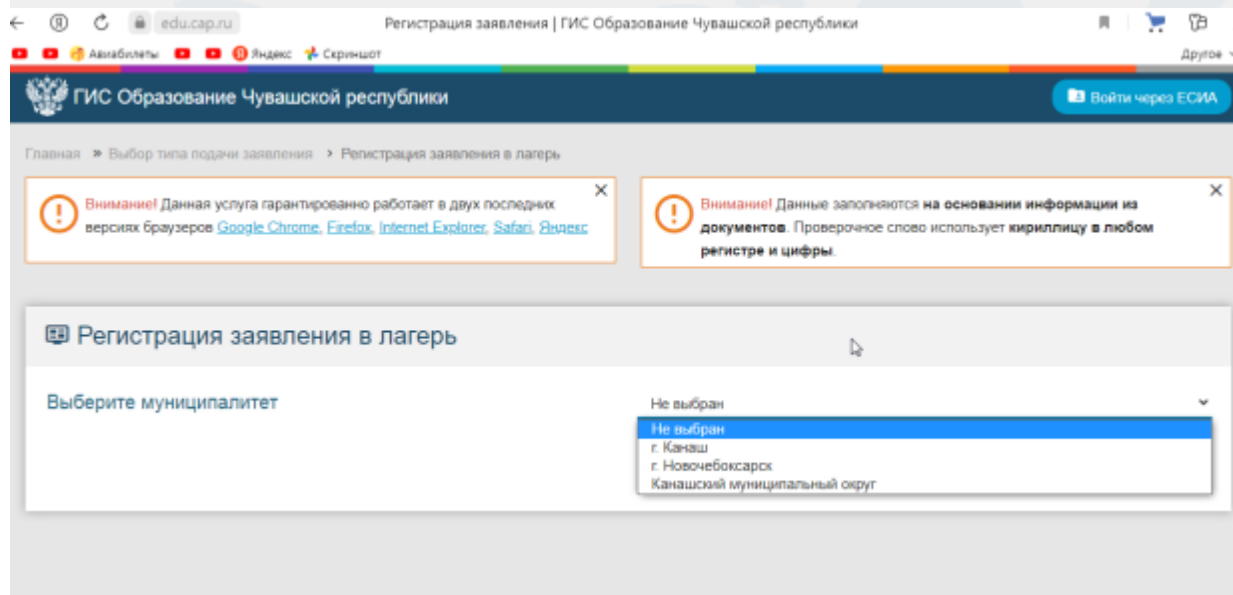 edu.cap.ru
Регистрация заявления | ГИС Образование Чувашской республики
Авиабилеты
Яндекс
Скриншот
Другое
ГИС Образование Чувашской республики
Войти через ЕСИА
Главная » Выбор типа подачи заявления > Регистрация заявления в лагерь
Внимание! Данная услуга гарантированно работает в двух последних
версиях браузеров Google Chrome, Firefox, Internet Explorer, Safari, Яндекс
Внимание! Данные заполняются на основании информации из
документов. Проверочное слово использует кириллицу в любом
регистре и цифры.
Регистрация заявления в лагерь
Выберите муниципалитет
Не выбран
Не выбран
г. Канаш
г. Новочебоксарск
Канашский муниципальный округ